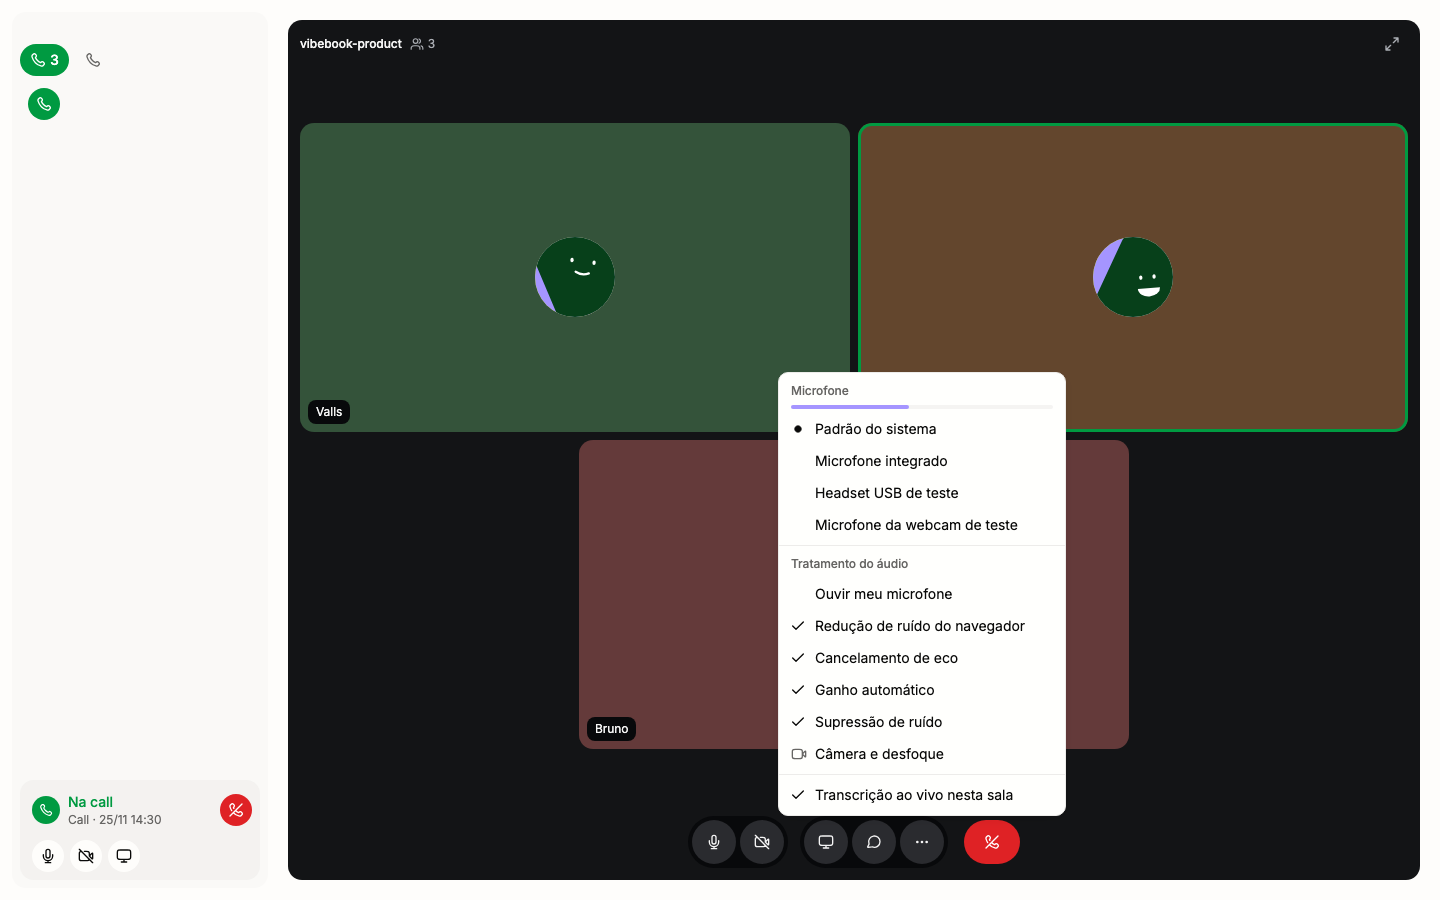 3
vibebook-product 3
Valls
Microfone
Padrão do sistema
Microfone integrado
Headset USB de teste
Microfone da webcam de teste
Tratamento do áudio
Ouvir meu microfone
Redução de ruído do navegador
Cancelamento de eco
Ganho automático
Supressão de ruído
Câmera e desfoque
Transcrição ao vivo nesta sala
Bruno
Na call
Call · 25/11 14:30